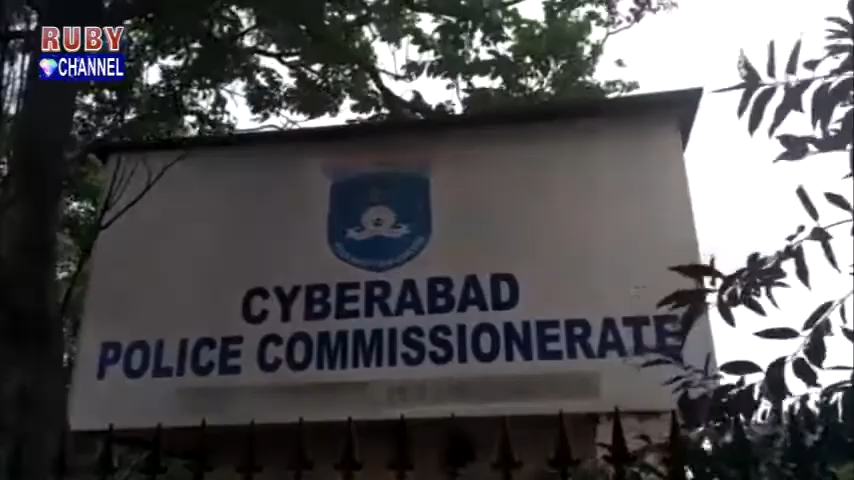 RUBY
CHANNEL
CYBERABAD
POLICE COMMISSIONERATE